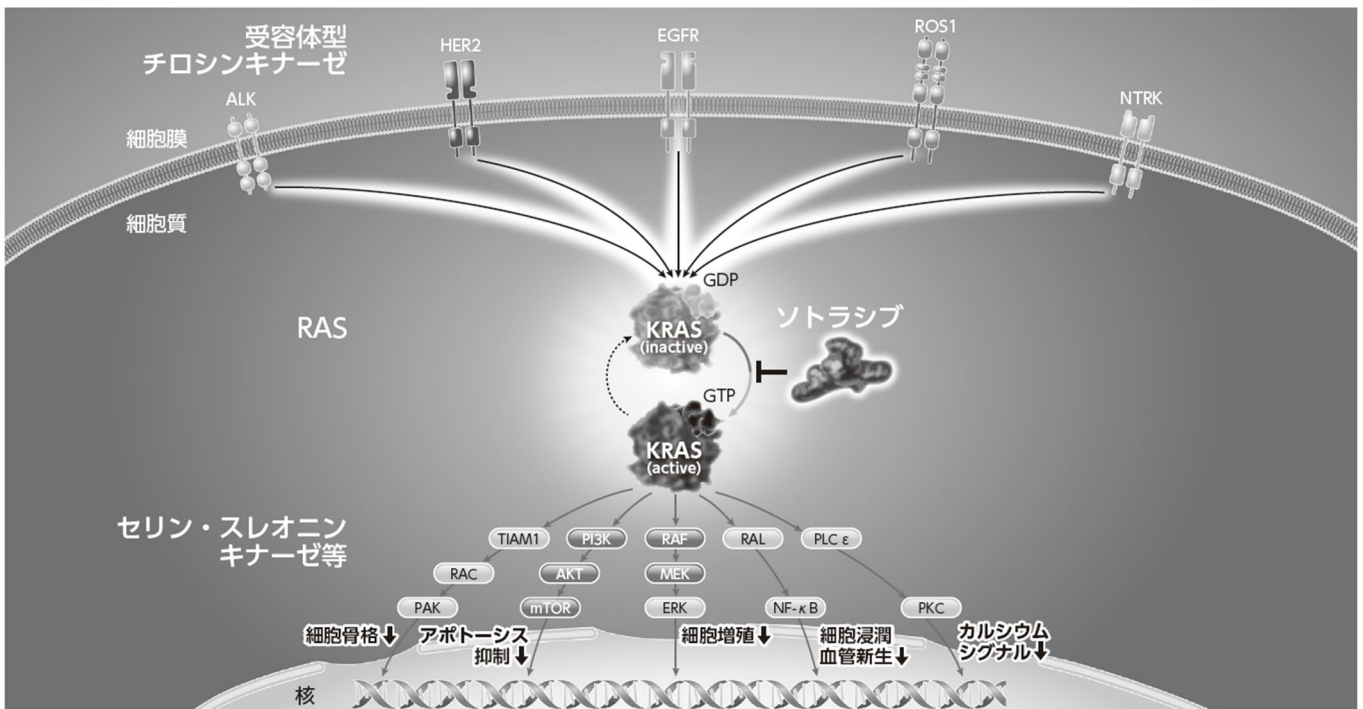 受容体型
チロシンキナーゼ
ALK
HER2
EGFR
ROS1
NTRK
細胞膜
細胞質
GDP
KRAS
(inactive)
RAS
ソトラシブ
GTP
KRAS
(active)
セリン・スレオニン
キナーゼ等
TIAM1
PI3K
RAF
RAL
PLC ε
RAC
AKT
MEK
PAK
mTOR
ERK
NF-κB
PKC
細胞骨格⬇
アポトーシス
抑制⬇
細胞増殖⬇
細胞浸潤
血管新生⬇
カルシウム
シグナル⬇
核